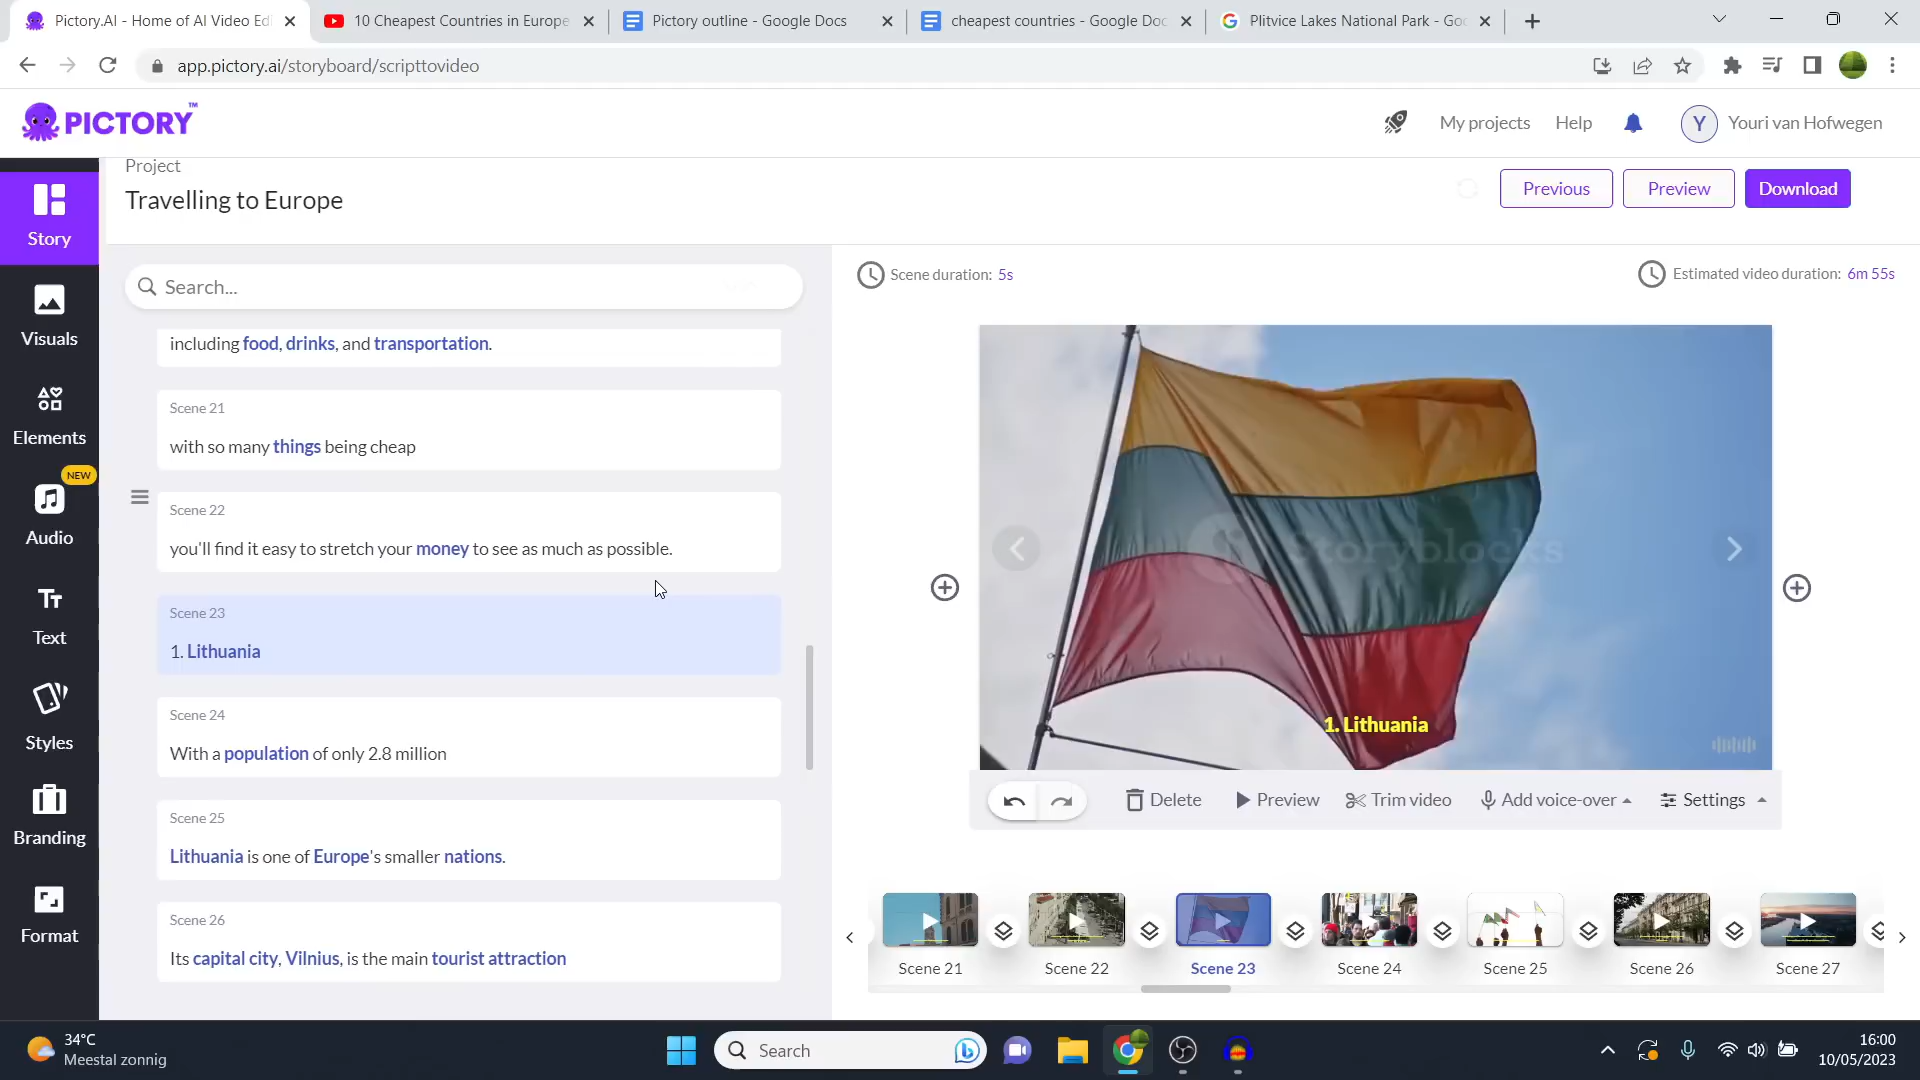 Pictory.AI - Home of AI Video Edi
10 Cheapest Countries in Europe
Pictory outline - Google Docs
cheapest countries - Google Doc
Plitvice Lakes National Park - Goo
app.pictory.ai/storyboard/scripttovideo
PICTORY™
My projects
Help
Y
Youri van Hofwegen
Project
Travelling to Europe
Previous
Preview
Download
Story
Visuals
Elements
NEW
Audio
Text
Styles
Branding
Format
Search...
including food, drinks, and transportation.
Scene 21
with so many things being cheap
Scene 22
you'll find it easy to stretch your money to see as much as possible.
Scene 23
1. Lithuania
Scene 24
With a population of only 2.8 million
Scene 25
Lithuania is one of Europe's smaller nations.
Scene 26
Its capital city, Vilnius, is the main tourist attraction
Scene duration: 5s
Estimated video duration: 6m 55s
Storyblocks
1. Lithuania
Delete
Preview
Trim video
Add voice-over
Settings
Scene 21
Scene 22
Scene 23
Scene 24
Scene 25
Scene 26
Scene 27
34°C
Meestal zonnig
Search
16:00
10/05/2023